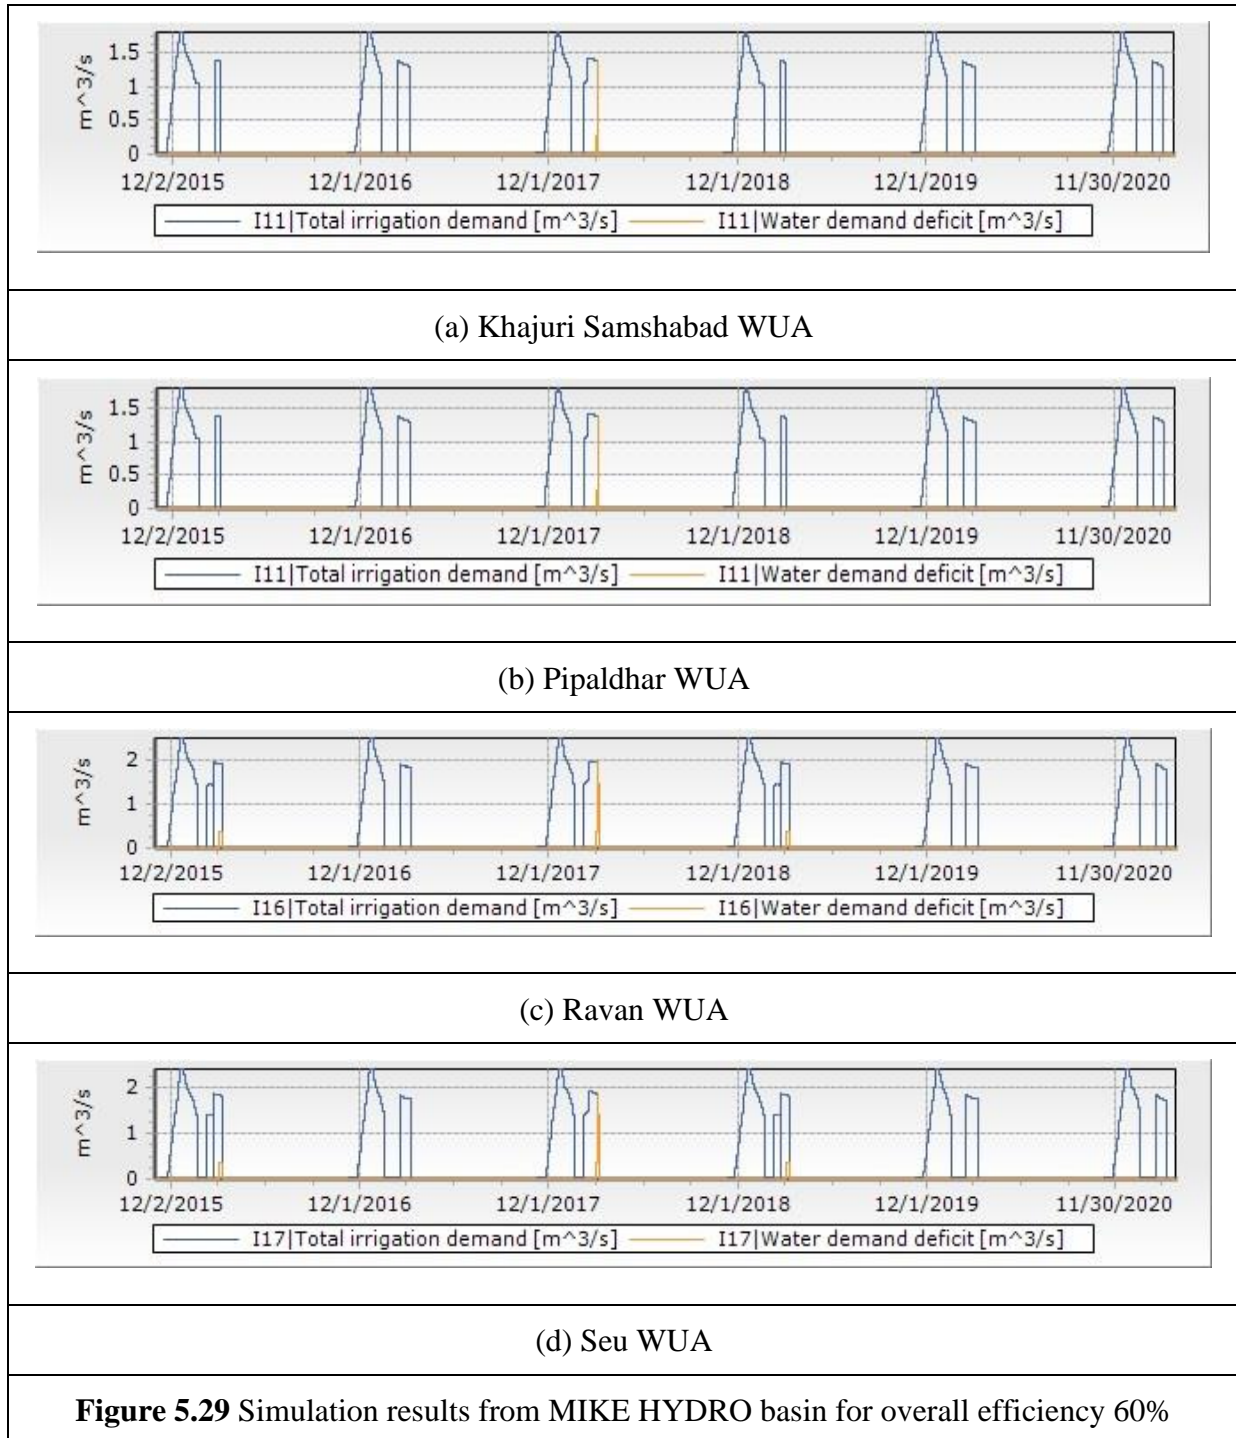 m^3/s
1.5
1
0.5
0
12/2/2015 12/1/2016 12/1/2017 12/1/2018 12/1/2019 11/30/2020
I11|Total irrigation demand [m^3/s] I11|Water demand deficit [m^3/s]
(a) Khajuri Samshabad WUA
m^3/s
1.5
1
0.5
0
12/2/2015 12/1/2016 12/1/2017 12/1/2018 12/1/2019 11/30/2020
I11|Total irrigation demand [m^3/s] I11|Water demand deficit [m^3/s]
(b) Pipaldhar WUA
m^3/s
2
1
0
12/2/2015 12/1/2016 12/1/2017 12/1/2018 12/1/2019 11/30/2020
I16|Total irrigation demand [m^3/s] I16|Water demand deficit [m^3/s]
(c) Ravan WUA
m^3/s
2
1
0
12/2/2015 12/1/2016 12/1/2017 12/1/2018 12/1/2019 11/30/2020
I17|Total irrigation demand [m^3/s] I17|Water demand deficit [m^3/s]
(d) Seu WUA
Figure 5.29 Simulation results from MIKE HYDRO basin for overall efficiency 60%